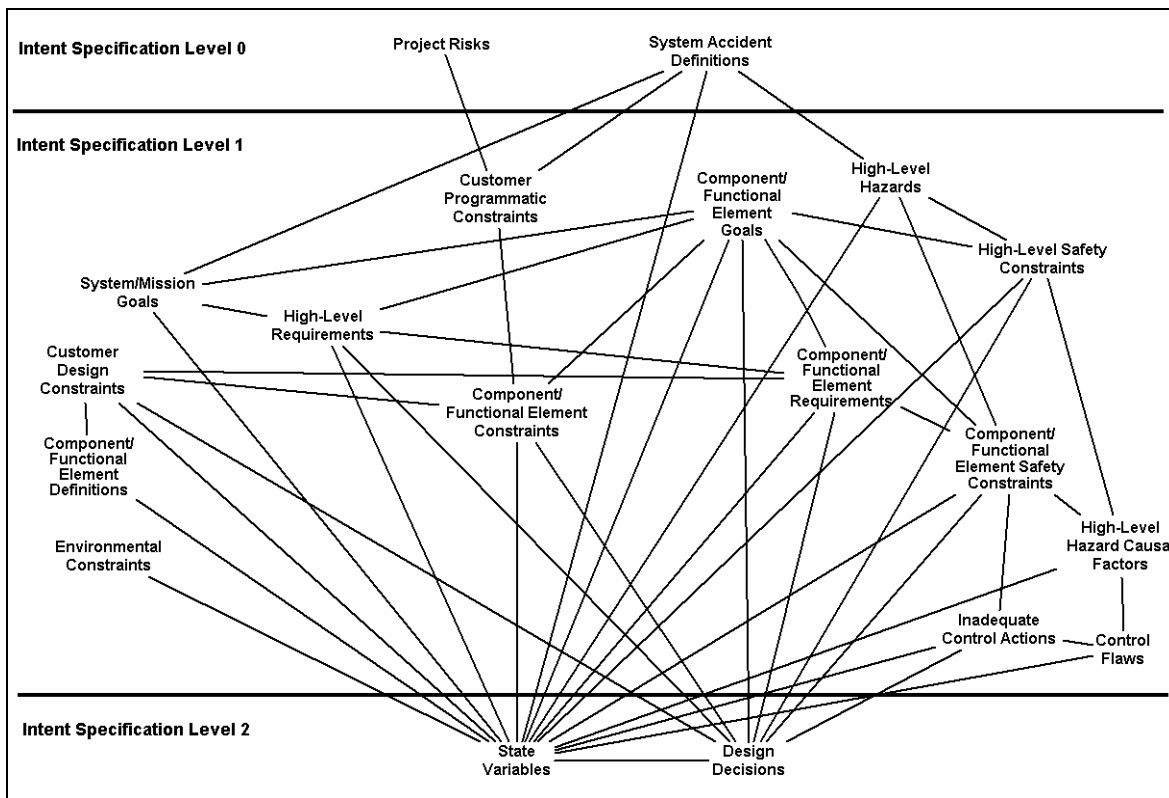 Intent Specification Level 0
Project Risks
System Accident
Definitions
Intent Specification Level 1
Customer
Programmatic
Constraints
Component/
Functional
Element
Goals
High-Level
Hazards
High-Level Safety
Constraints
System/Mission
Goals
High-Level
Requirements
Customer
Design
Constraints
Component/
Functional Element
Constraints
Component/
Functional
Element
Requirements
Component/
Functional
Element
Definitions
Component/
Functional
Element Safety
Constraints
Environmental
Constraints
High-Level
Hazard Causa
Factors
Inadequate
Control Actions
Control
Flaws
Intent Specification Level 2
State
Variables
Design
Decisions